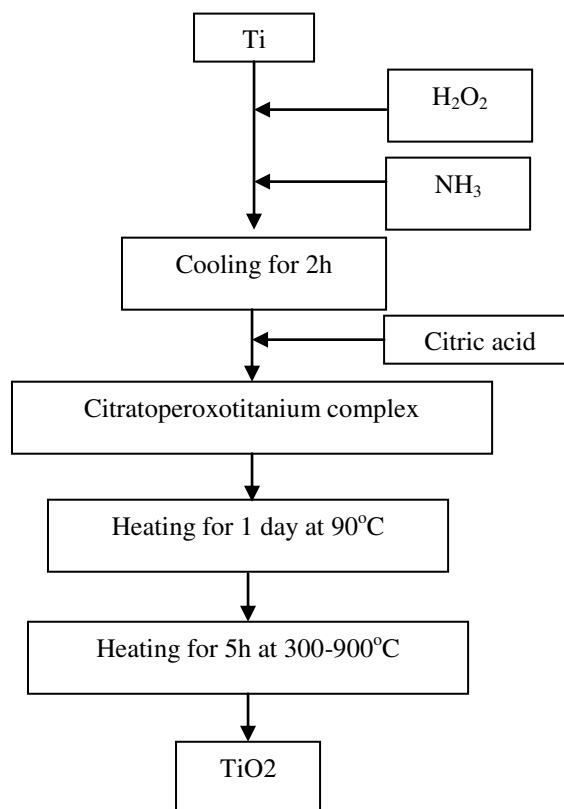 Ti
H₂O₂
NH₃
Cooling for 2h
Citric acid
Citratoperoxotitanium complex
Heating for 1 day at 90°C
Heating for 5h at 300-900°C
TiO2